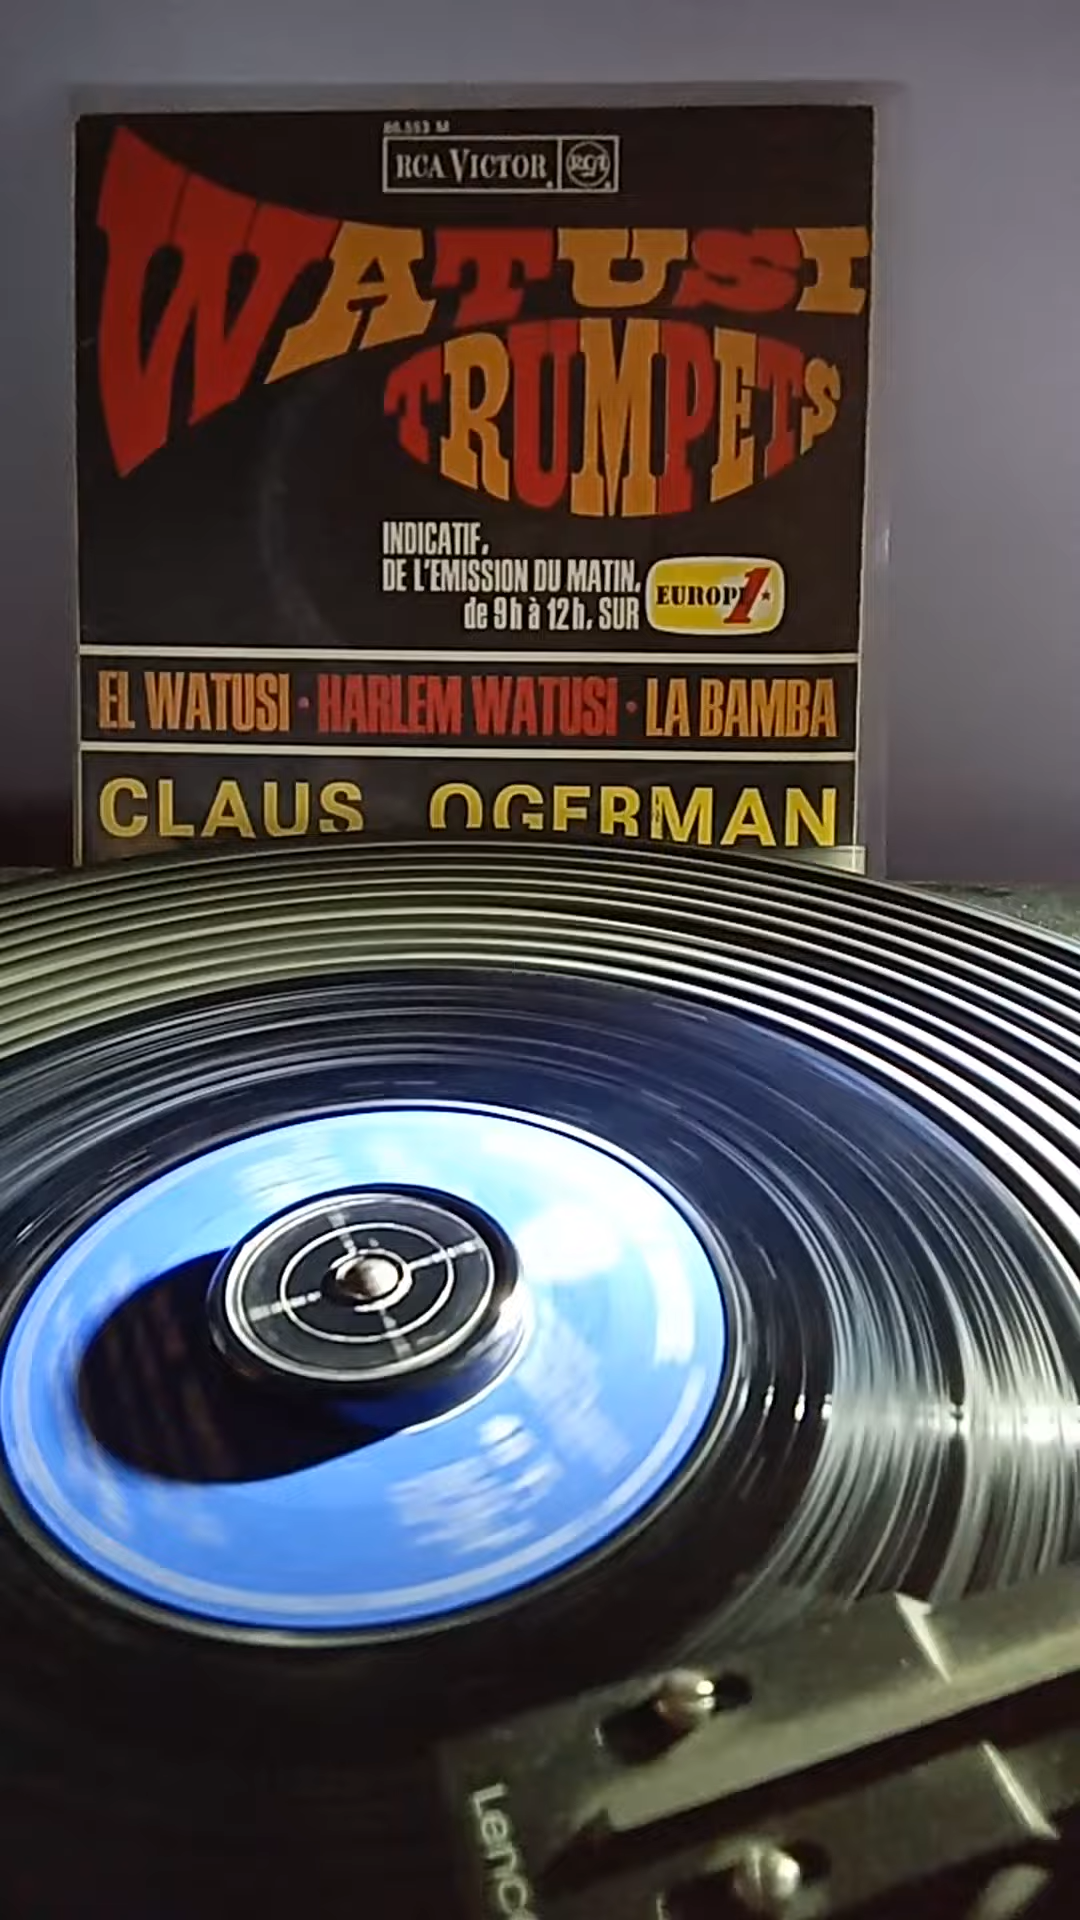 86.553 M
RCA VICTOR RCA
WATUSI
TRUMPETS
INDICATIF.
DE L'EMISSION DU MATIN.
de 9h à 12h. SUR EUROPE 1
EL WATUSI • HARLEM WATUSI • LA BAMBA
CLAUS OGERMAN
Lenco